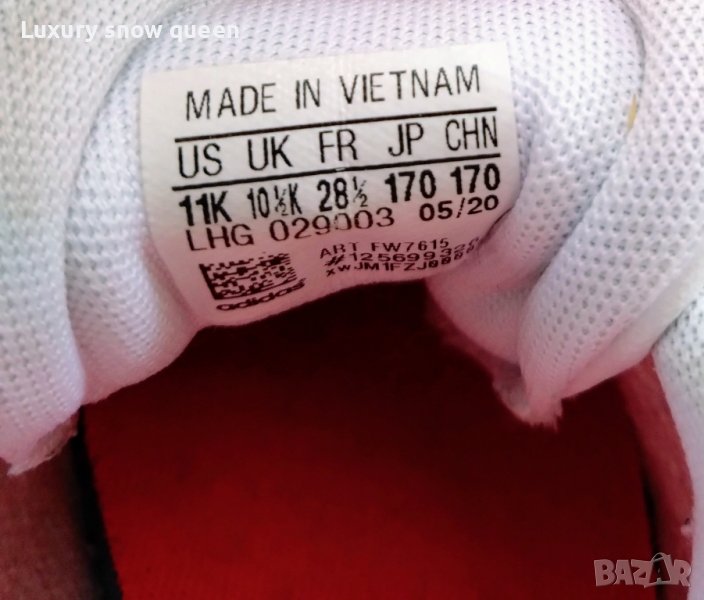 Luxury snow queen
MADE IN VIETNAM
US UK FR JP CHN
11K 10½K 28½ 170 170
LHG 029003 05/20
ART FW7615
adidas
BAZAR